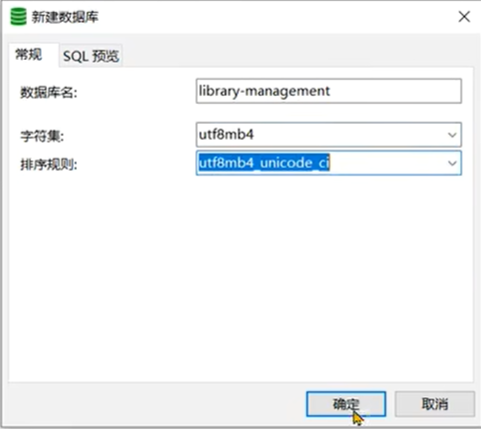 新建数据库
常规 SQL 预览
数据库名: library-management
字符集: utf8mb4
排序规则: utf8mb4_unicode_ci
确定 取消